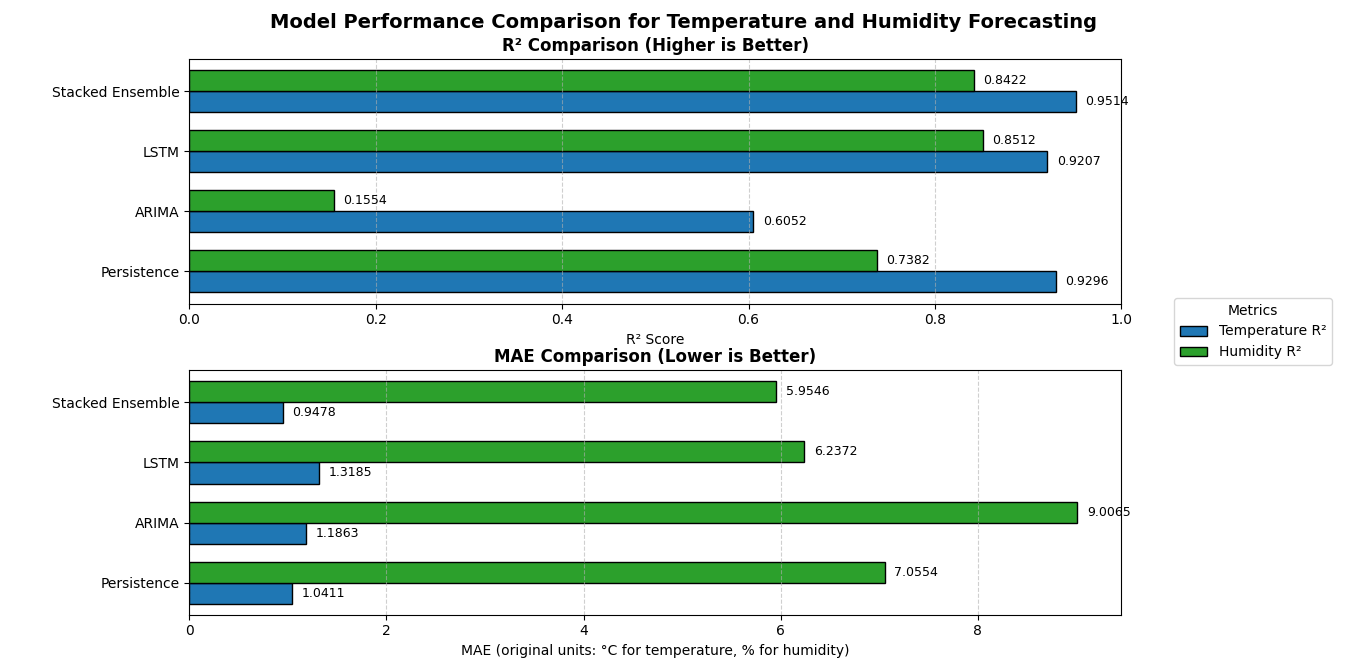 Model Performance Comparison for Temperature and Humidity Forecasting
R² Comparison (Higher is Better)
Stacked Ensemble
0.8422
0.9514
LSTM
0.8512
0.9207
ARIMA
0.1554
0.6052
Persistence
0.7382
0.9296
0.0 0.2 0.4 0.6 0.8 1.0
R² Score
Metrics
Temperature R²
Humidity R²
MAE Comparison (Lower is Better)
Stacked Ensemble
5.9546
0.9478
LSTM
6.2372
1.3185
ARIMA
9.0065
1.1863
Persistence
7.0554
1.0411
0 2 4 6 8
MAE (original units: °C for temperature, % for humidity)